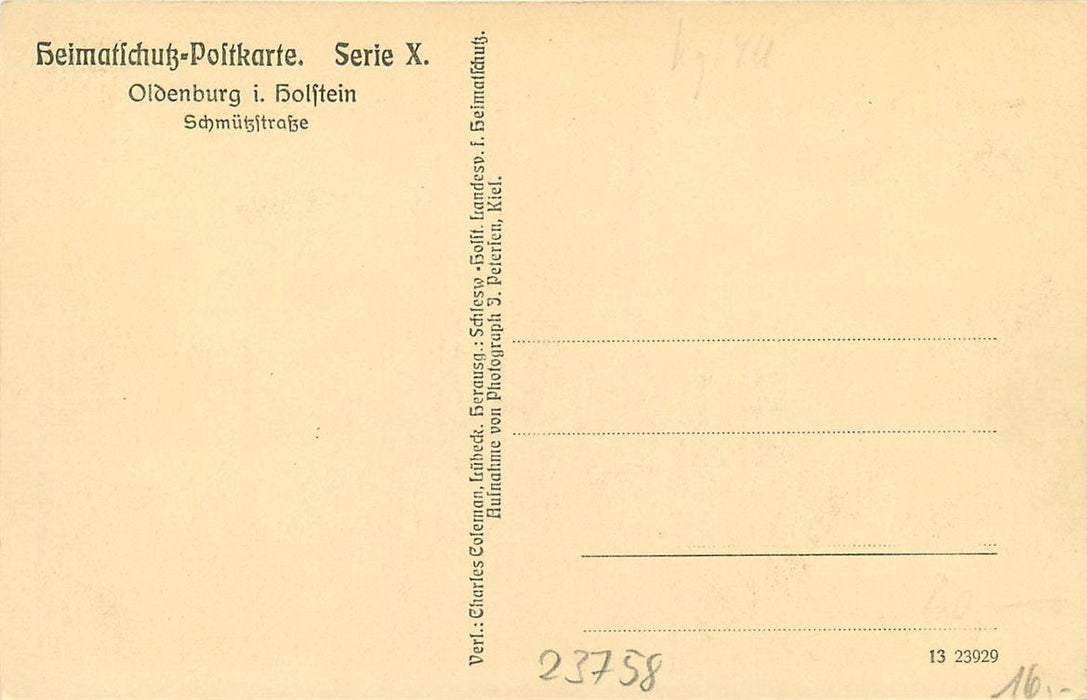 Heimatschutz-Postkarte. Serie X.
Oldenburg i. Holstein
Schmützstraße
Verl.: Charles Coleman, Lübeck. Herausg.: Schlesw.-Holst. Landesv. f. Heimatschutz.
Aufnahme von Photograph J. Petersen, Kiel.
13 23929
23758
16.-